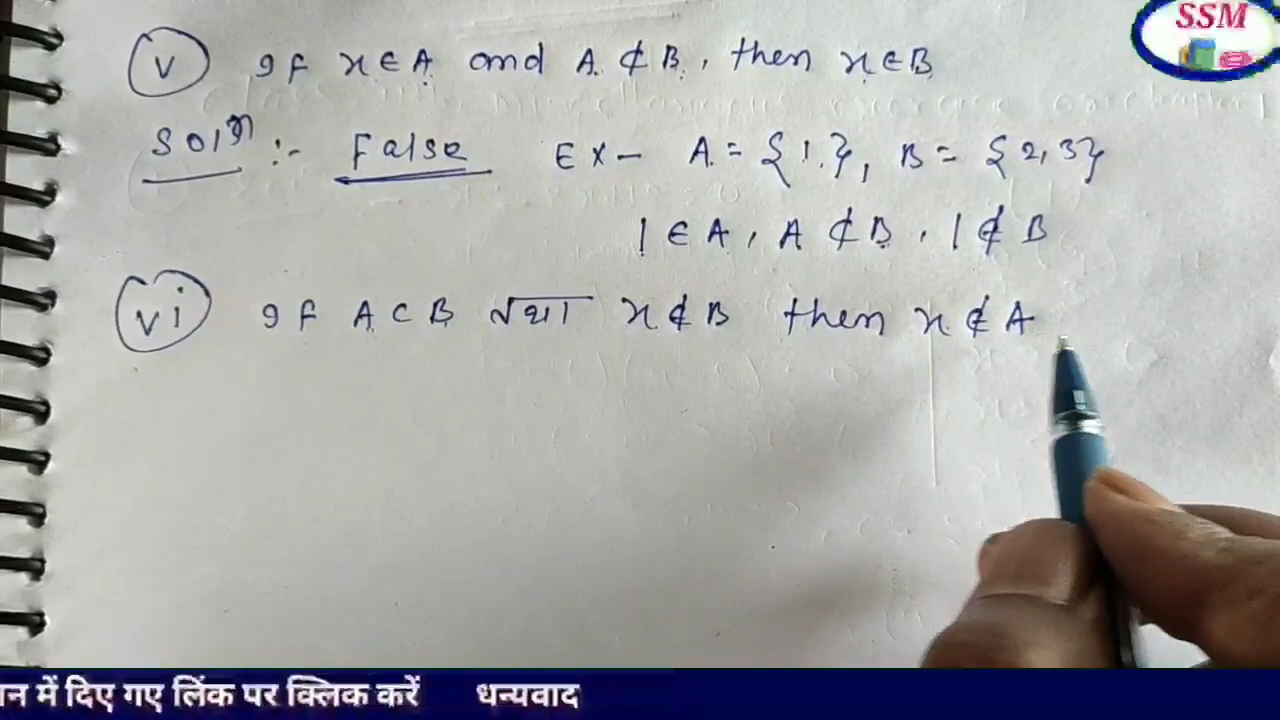 SSM
v If x ∈ A and A ⊄ B, then x ∈ B
Solⁿ :- False Ex - A = {1}, B = {2, 3}
1 ∈ A, A ⊄ B, 1 ∉ B
vi If A ⊂ B तथा x ∉ B then x ∉ A
न में दिए गए लिंक पर क्लिक करें धन्यवाद